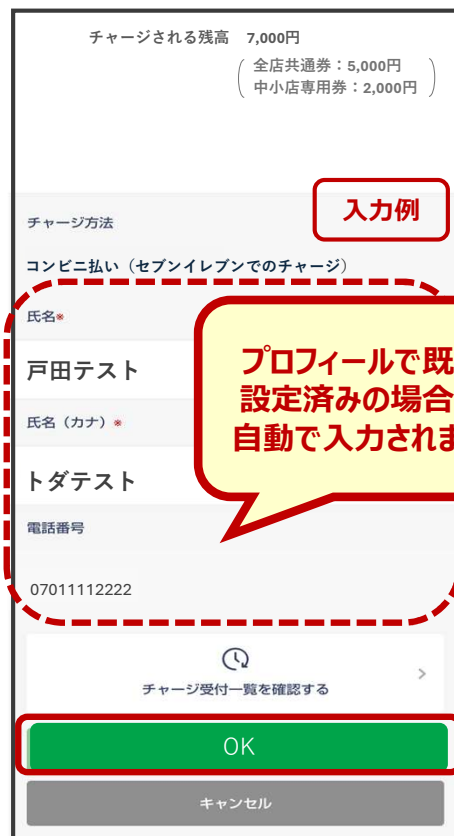 チャージされる残高 7,000円
全店共通券：5,000円
中小店専用券：2,000円
入力例
チャージ方法
コンビニ払い（セブンイレブンでのチャージ）
氏名※
戸田テスト
プロフィールで既
設定済みの場合
自動で入力されま
氏名（カナ）※
トダテスト
電話番号
07011112222
チャージ受付一覧を確認する
OK
キャンセル